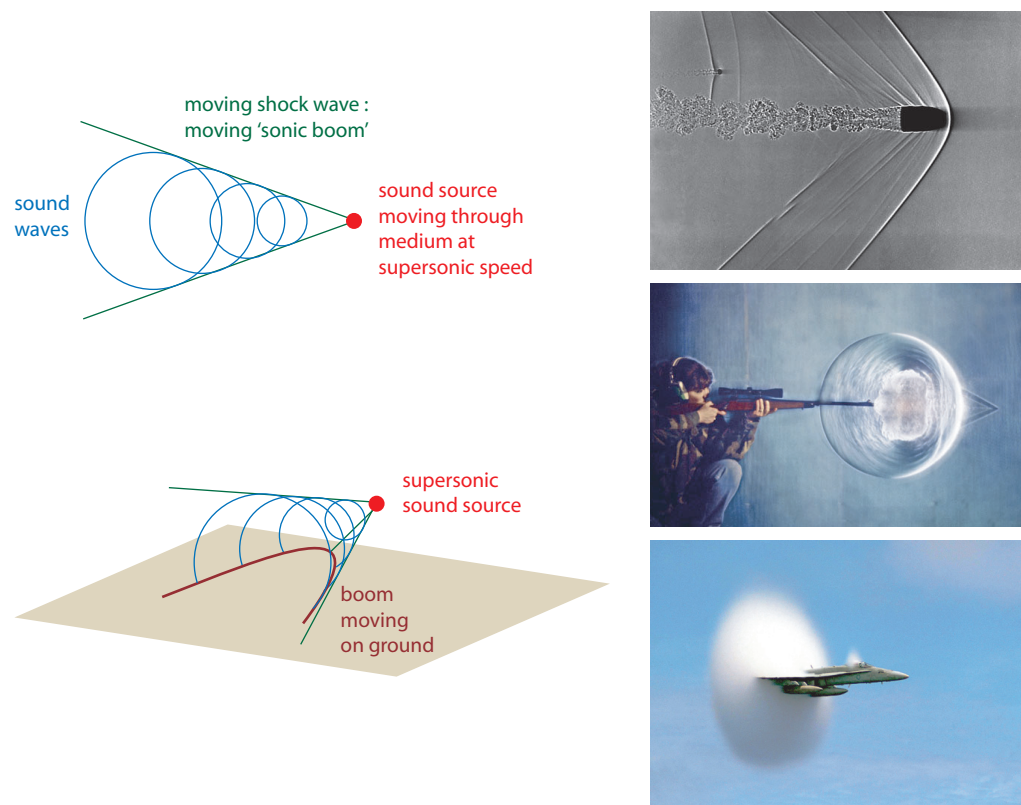 moving shock wave :
moving ‘sonic boom’
sound
waves
sound source
moving through
medium at
supersonic speed
supersonic
sound source
boom
moving
on ground